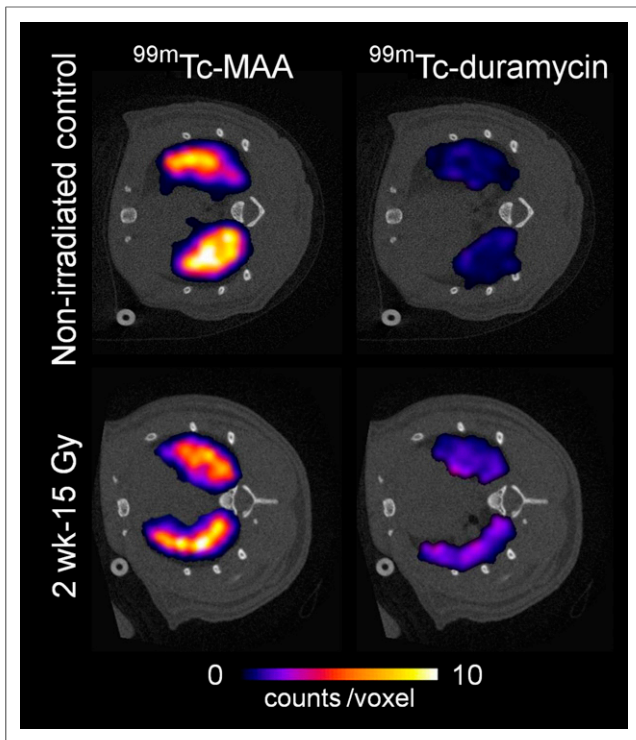 ⁹⁹ᵐTc-MAA
⁹⁹ᵐTc-duramycin
Non-irradiated control
2 wk-15 Gy
0
10
counts/voxel